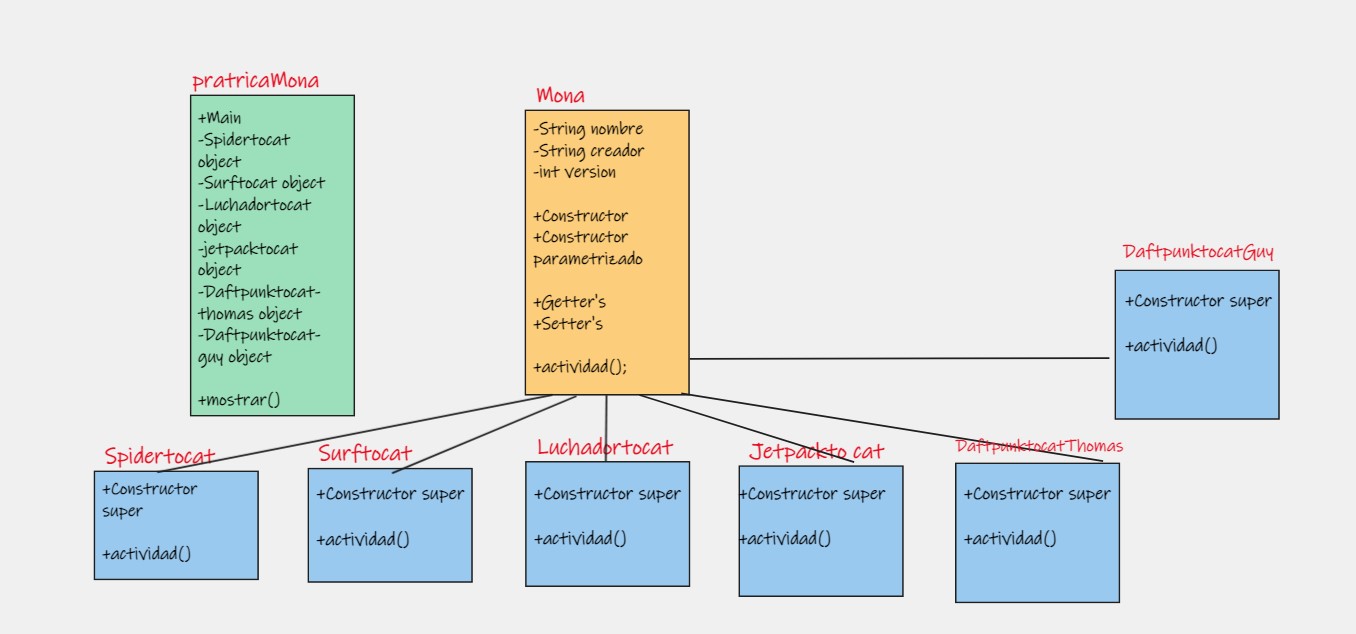 pratricaMona
+Main
-Spidertocat
object
-Surftocat object
-Luchadortocat
object
-jetpacktocat
object
-Daftpunktocat-
thomas object
-Daftpunktocat-
guy object
+mostrar()
Mona
-String nombre
-String creador
-int version
+Constructor
+Constructor
parametrizado
+Getter's
+Setter's
+actividad();
DaftpunktocatGuy
+Constructor super
+actividad()
Spidertocat
+Constructor
super
+actividad()
Surftocat
+Constructor super
+actividad()
Luchadortocat
+Constructor super
+actividad()
Jetpackto cat
+Constructor super
+actividad()
DaftpunktocatThomas
+Constructor super
+actividad()